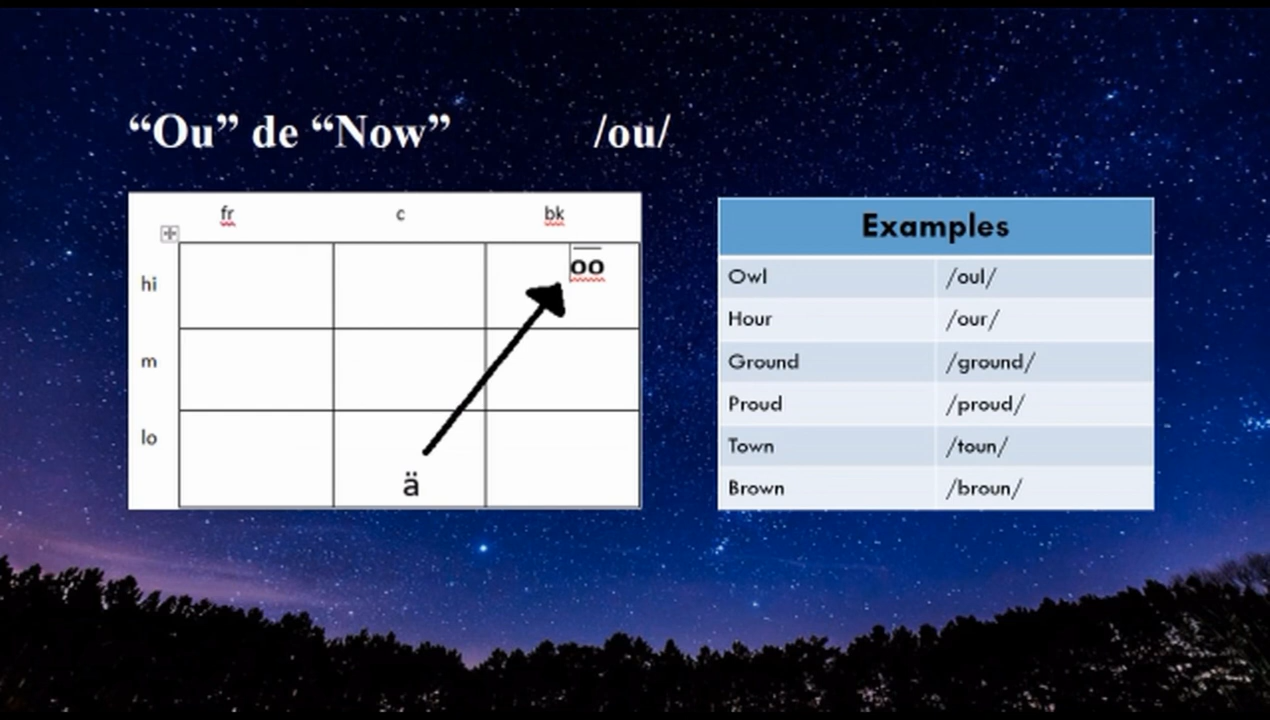 “Ou” de “Now” /ou/
fr c bk
hi
o͞o
m
lo
ä
Examples
Owl /oul/
Hour /our/
Ground /ground/
Proud /proud/
Town /toun/
Brown /broun/